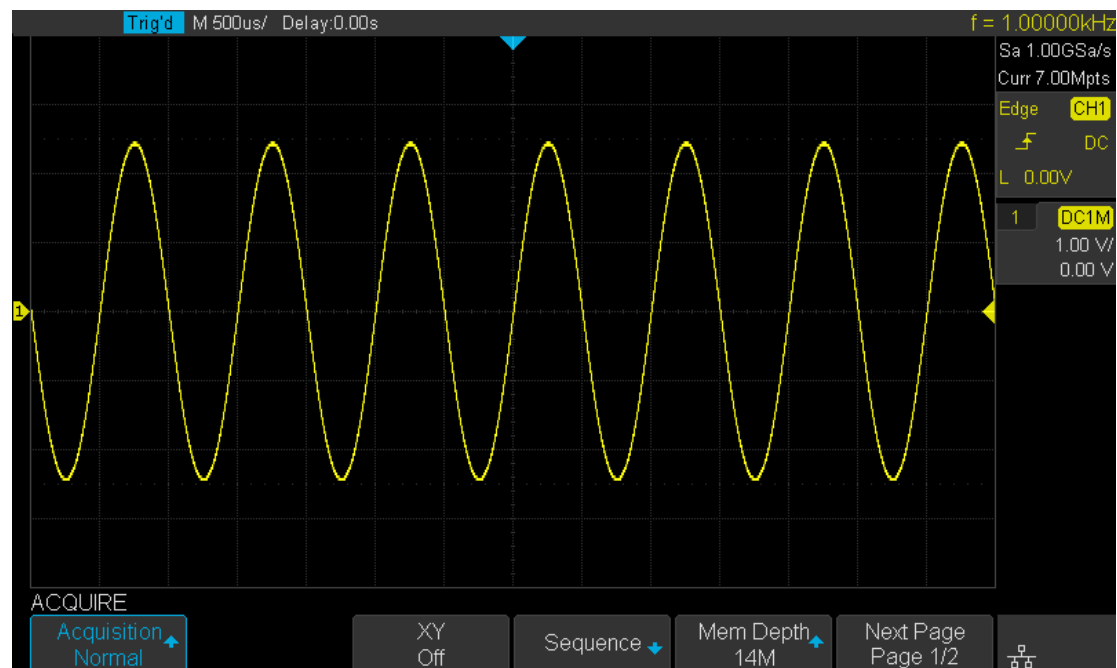 Trig'd M 500us/ Delay:0.00s f = 1.00000kHz
Sa 1.00GSa/s
Curr 7.00Mpts
Edge CH1
DC
L 0.00V
1 DC1M
1.00 V/
0.00 V
1
ACQUIRE
Acquisition
Normal
XY
Off
Sequence
Mem Depth
14M
Next Page
Page 1/2